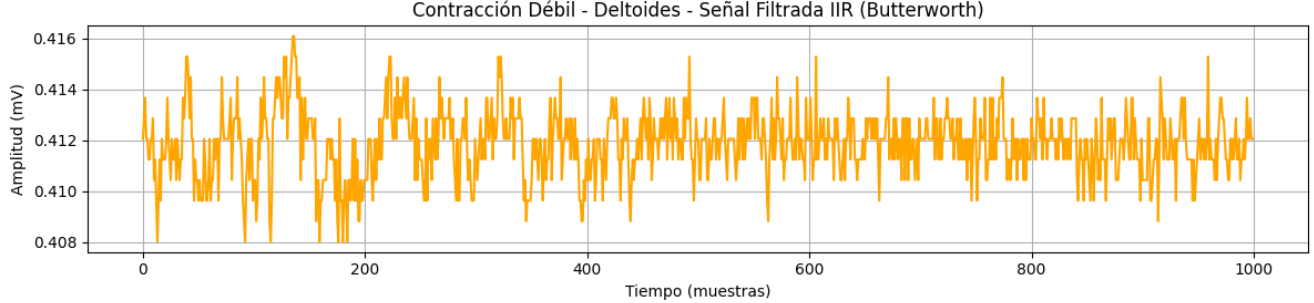 Contracción Débil - Deltoides - Señal Filtrada IIR (Butterworth)
Amplitud (mV)
0.416
0.414
0.412
0.410
0.408
0 200 400 600 800 1000
Tiempo (muestras)